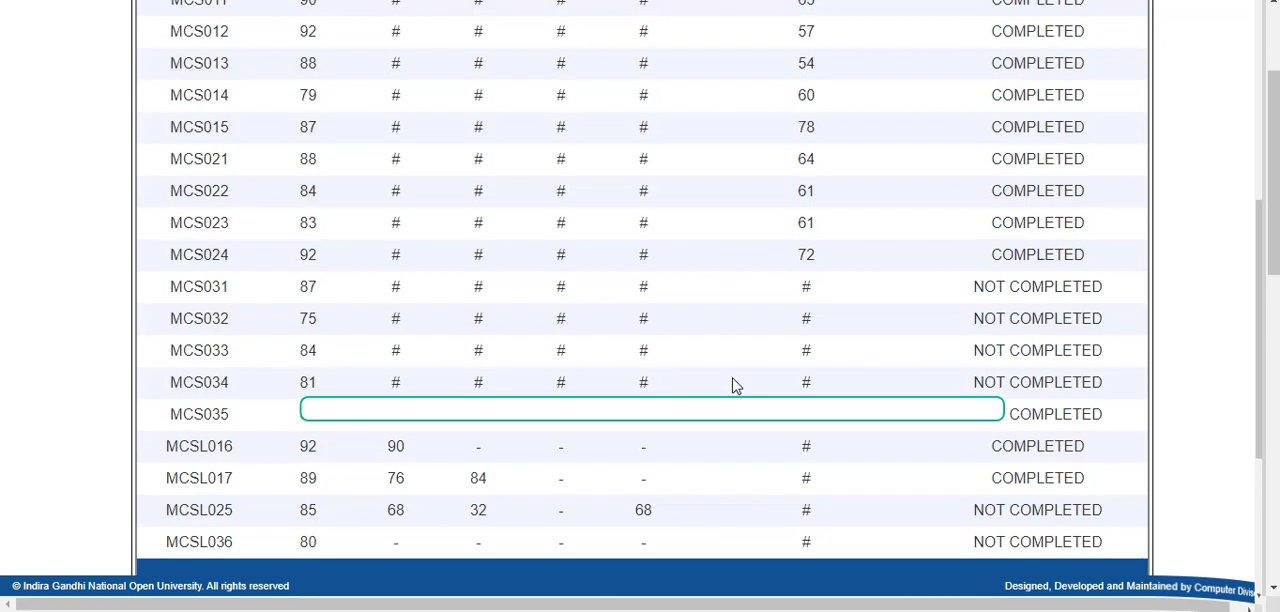 MCS011 90 # # # # 65 COMPLETED
MCS012 92 # # # # 57 COMPLETED
MCS013 88 # # # # 54 COMPLETED
MCS014 79 # # # # 60 COMPLETED
MCS015 87 # # # # 78 COMPLETED
MCS021 88 # # # # 64 COMPLETED
MCS022 84 # # # # 61 COMPLETED
MCS023 83 # # # # 61 COMPLETED
MCS024 92 # # # # 72 COMPLETED
MCS031 87 # # # # # NOT COMPLETED
MCS032 75 # # # # # NOT COMPLETED
MCS033 84 # # # # # NOT COMPLETED
MCS034 81 # # # # # NOT COMPLETED
MCS035 COMPLETED
MCSL016 92 90 - - - # COMPLETED
MCSL017 89 76 84 - - # COMPLETED
MCSL025 85 68 32 - 68 # NOT COMPLETED
MCSL036 80 - - - - # NOT COMPLETED
© Indira Gandhi National Open University. All rights reserved
Designed, Developed and Maintained by Computer